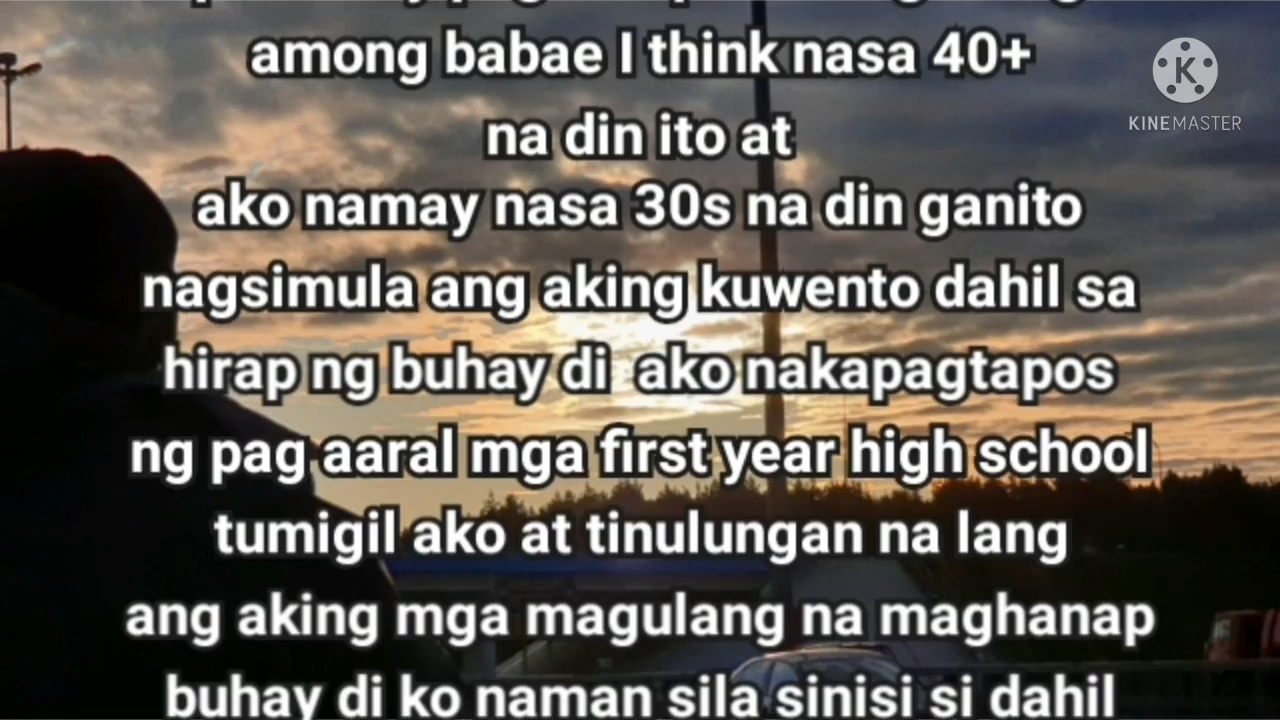 among babae I think nasa 40+
na din ito at
ako namay nasa 30s na din ganito
nagsimula ang aking kuwento dahil sa
hirap ng buhay di ako nakapagtapos
ng pag aaral mga first year high school
tumigil ako at tinulungan na lang
ang aking mga magulang na maghanap
buhay di ko naman sila sinisi si dahil
K
KINEMASTER